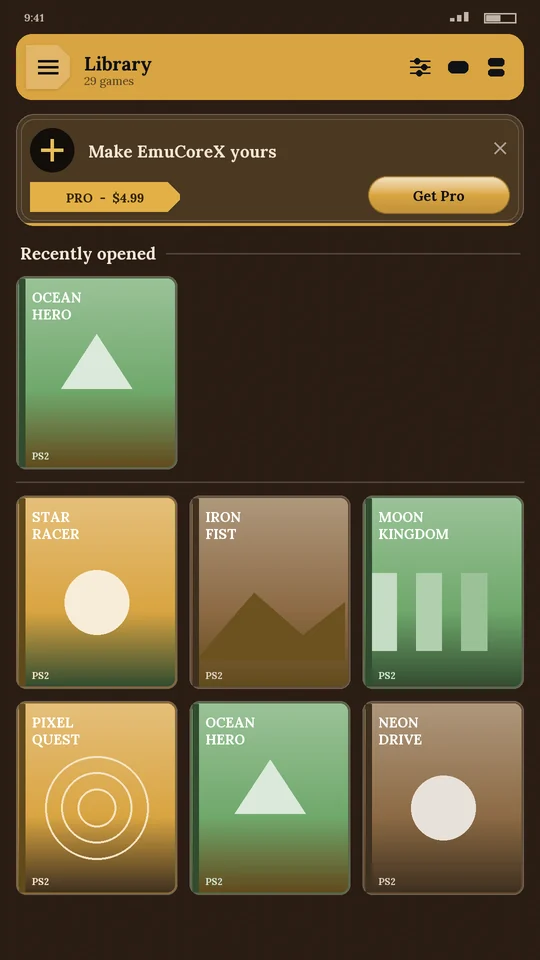 9:41
Library
29 games
Make EmuCoreX yours
PRO - $4.99
Get Pro
Recently opened
OCEAN
HERO
PS2
STAR
RACER
PS2
IRON
FIST
PS2
MOON
KINGDOM
PS2
PIXEL
QUEST
PS2
OCEAN
HERO
PS2
NEON
DRIVE
PS2